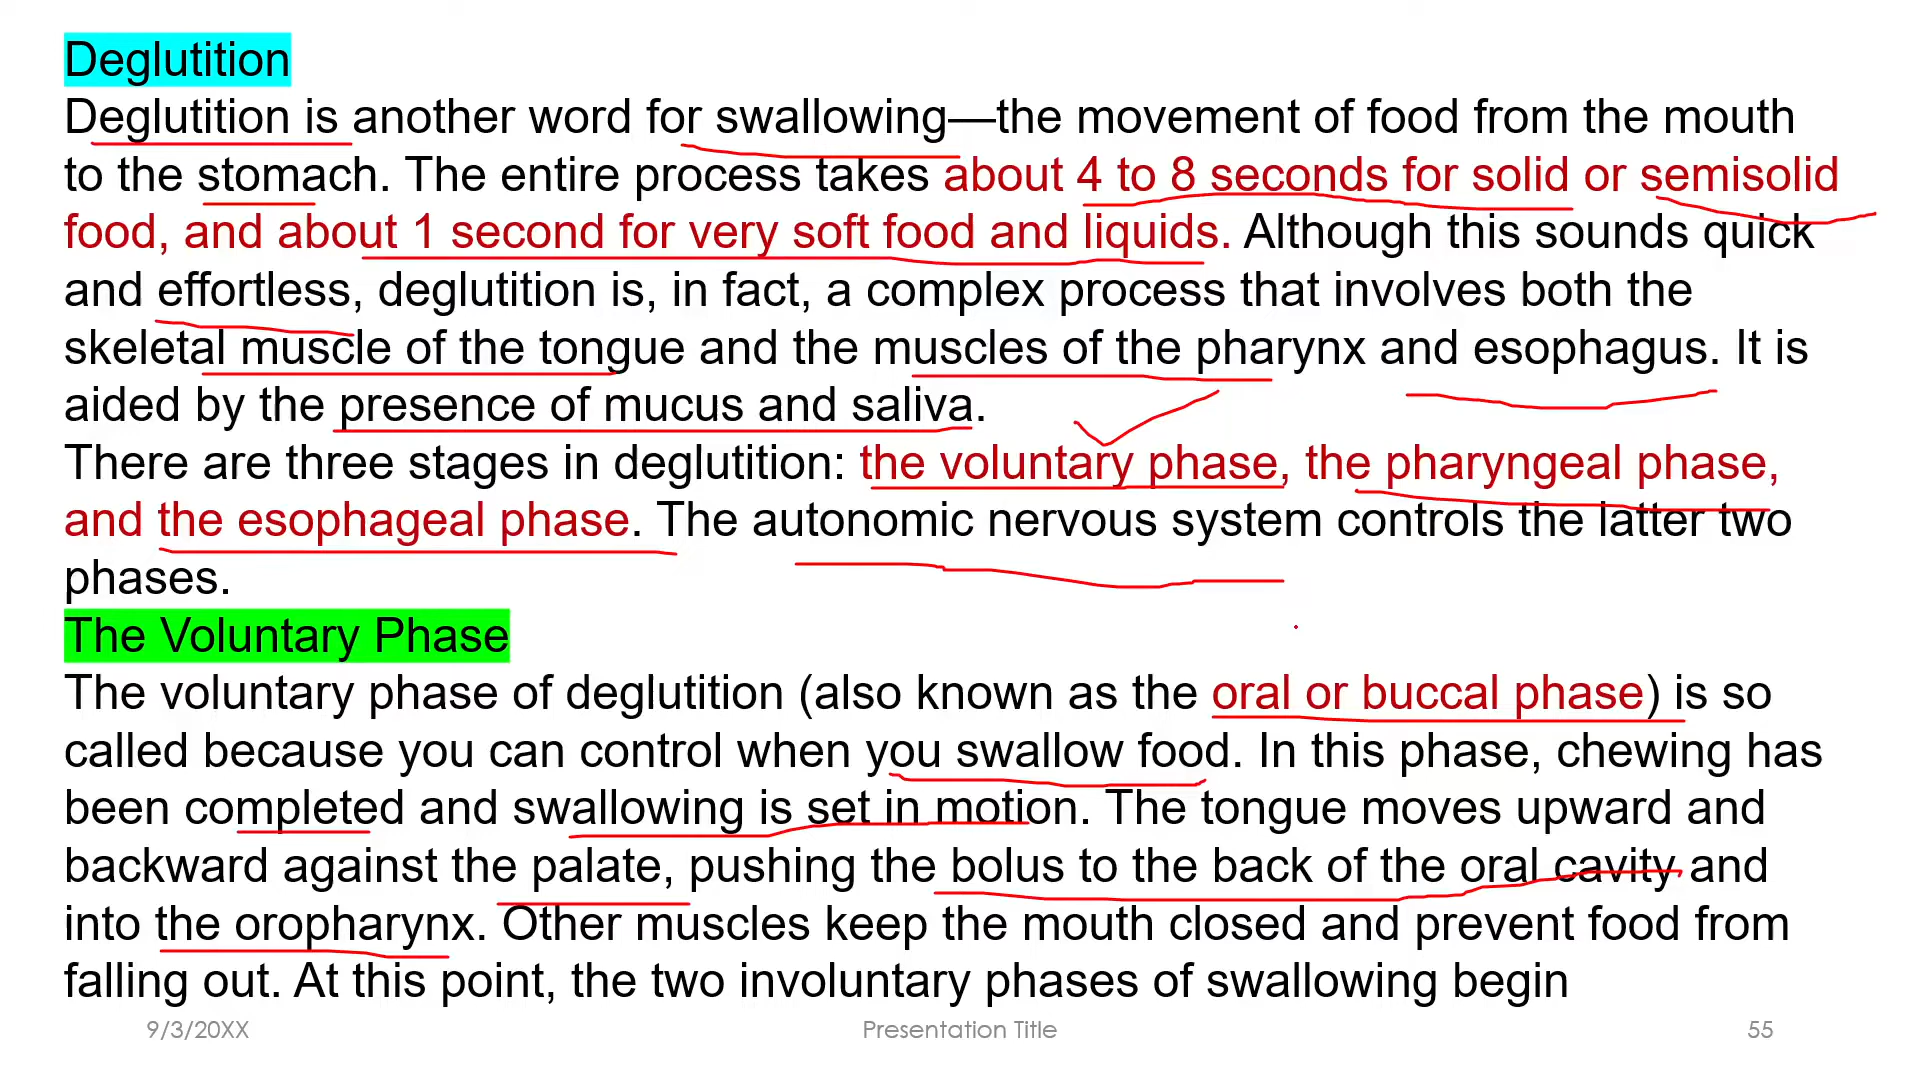 Deglutition
Deglutition is another word for swallowing—the movement of food from the mouth
to the stomach. The entire process takes about 4 to 8 seconds for solid or semisolid
food, and about 1 second for very soft food and liquids. Although this sounds quick
and effortless, deglutition is, in fact, a complex process that involves both the
skeletal muscle of the tongue and the muscles of the pharynx and esophagus. It is
aided by the presence of mucus and saliva.
There are three stages in deglutition: the voluntary phase, the pharyngeal phase,
and the esophageal phase. The autonomic nervous system controls the latter two
phases.
The Voluntary Phase
The voluntary phase of deglutition (also known as the oral or buccal phase) is so
called because you can control when you swallow food. In this phase, chewing has
been completed and swallowing is set in motion. The tongue moves upward and
backward against the palate, pushing the bolus to the back of the oral cavity and
into the oropharynx. Other muscles keep the mouth closed and prevent food from
falling out. At this point, the two involuntary phases of swallowing begin
9/3/20XX Presentation Title 55